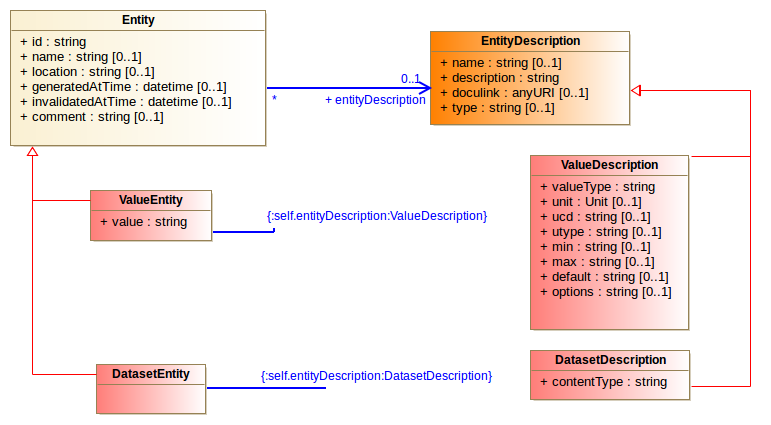 Entity
+ id : string
+ name : string [0..1]
+ location : string [0..1]
+ generatedAtTime : datetime [0..1]
+ invalidatedAtTime : datetime [0..1]
+ comment : string [0..1]
0..1
*
+ entityDescription
EntityDescription
+ name : string [0..1]
+ description : string
+ doculink : anyURI [0..1]
+ type : string [0..1]
ValueEntity
+ value : string
{:self.entityDescription:ValueDescription}
ValueDescription
+ valueType : string
+ unit : Unit [0..1]
+ ucd : string [0..1]
+ utype : string [0..1]
+ min : string [0..1]
+ max : string [0..1]
+ default : string [0..1]
+ options : string [0..1]
DatasetEntity
{:self.entityDescription:DatasetDescription}
DatasetDescription
+ contentType : string